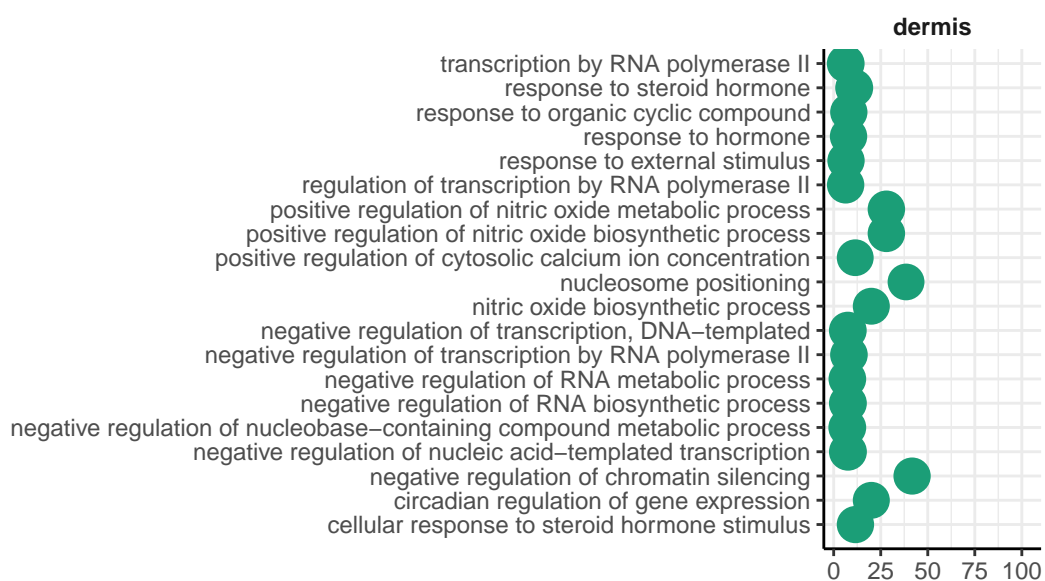 dermis
transcription by RNA polymerase II
response to steroid hormone
response to organic cyclic compound
response to hormone
response to external stimulus
regulation of transcription by RNA polymerase II
positive regulation of nitric oxide metabolic process
positive regulation of nitric oxide biosynthetic process
positive regulation of cytosolic calcium ion concentration
nucleosome positioning
nitric oxide biosynthetic process
negative regulation of transcription, DNA−templated
negative regulation of transcription by RNA polymerase II
negative regulation of RNA metabolic process
negative regulation of RNA biosynthetic process
negative regulation of nucleobase−containing compound metabolic process
negative regulation of nucleic acid−templated transcription
negative regulation of chromatin silencing
circadian regulation of gene expression
cellular response to steroid hormone stimulus
0 25 50 75 100